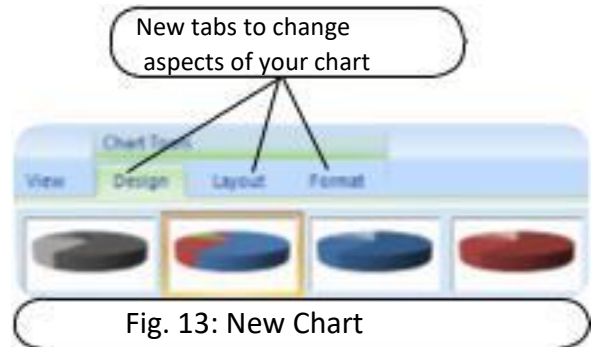 New tabs to change
aspects of your chart
Chart Tools
View Design Layout Format
Fig. 13: New Chart